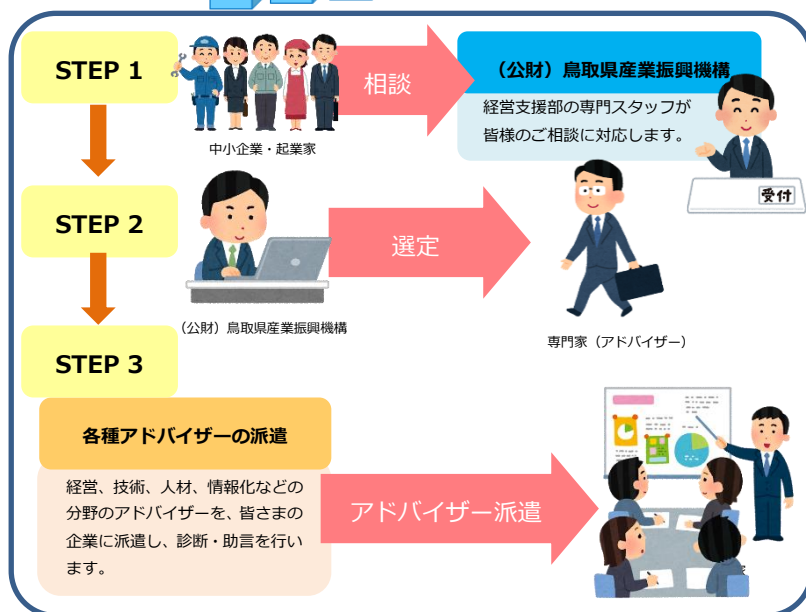 STEP 1
相談
(公財)鳥取県産業振興機構
経営支援部の専門スタッフが
皆様のご相談に対応します。
受付
中小企業・起業家
STEP 2
選定
(公財)鳥取県産業振興機構
専門家(アドバイザー)
STEP 3
各種アドバイザーの派遣
経営、技術、人材、情報化などの
分野のアドバイザーを、皆さまの
企業に派遣し、診断・助言を行い
ます。
アドバイザー派遣